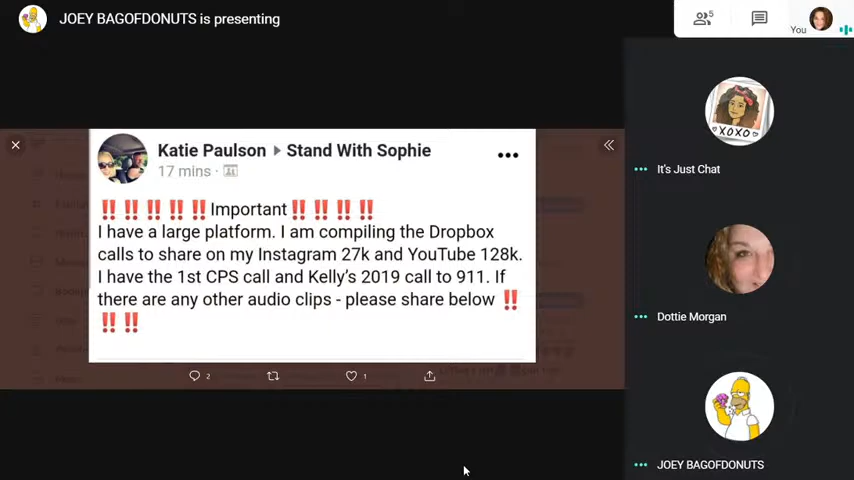 JOEY BAGOFDONUTS is presenting
5
You
Katie Paulson ▸ Stand With Sophie
17 mins ·
‼️‼️‼️‼️‼️Important‼️‼️‼️‼️
I have a large platform. I am compiling the Dropbox
calls to share on my Instagram 27k and YouTube 128k.
I have the 1st CPS call and Kelly's 2019 call to 911. If
there are any other audio clips - please share below ‼️
‼️‼️
2
1
XOXO
It's Just Chat
Dottie Morgan
JOEY BAGOFDONUTS